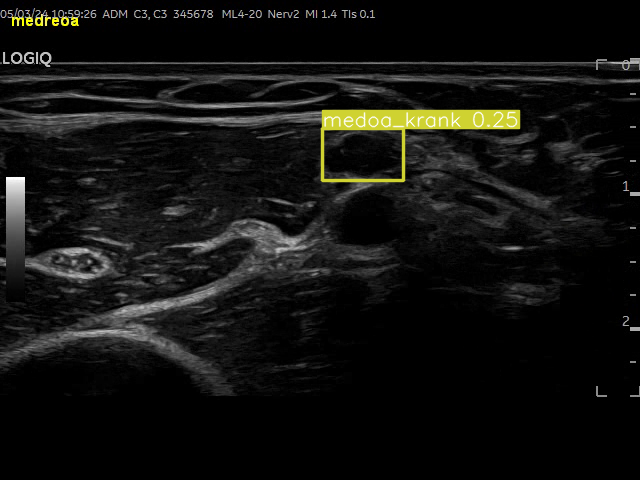 05/03/24 10:59:26 ADM C3, C3 345678 ML4-20 Nerv2 MI 1.4 TIs 0.1
medreoa
LOGIQ
0
medoa_krank 0.25
1
2